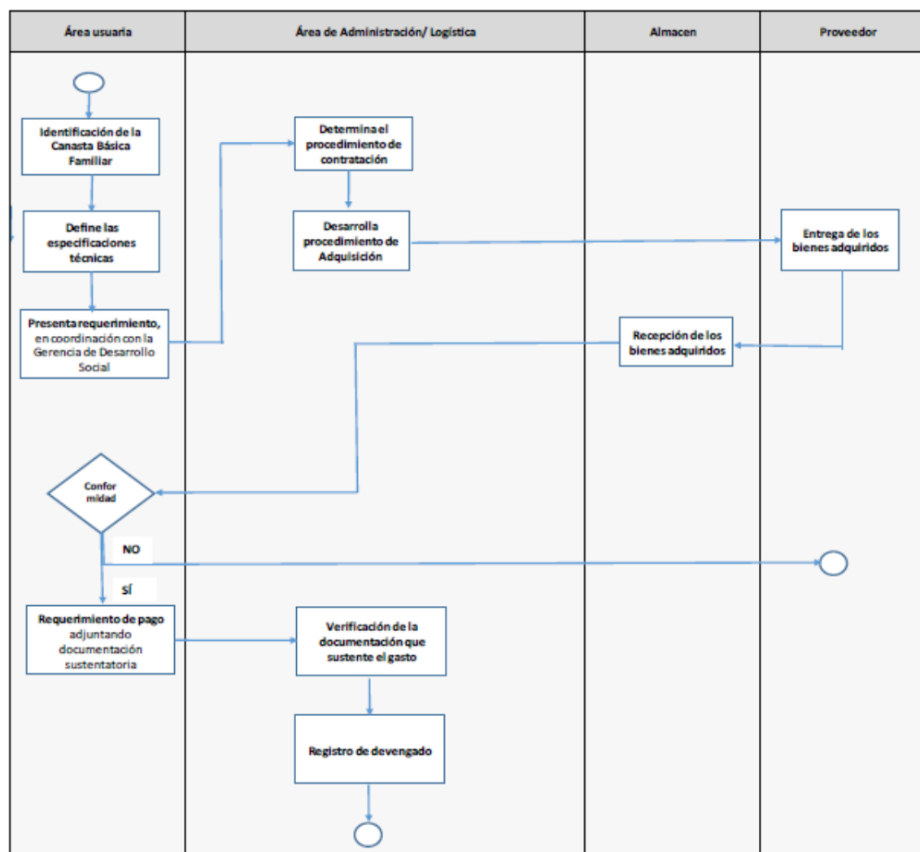 Área usuaria
Área de Administración/ Logística
Almacen
Proveedor
Identificación de la
Canasta Básica
Familiar
Determina el
procedimiento de
contratación
Define las
especificaciones
técnicas
Desarrolla
procedimiento de
Adquisición
Entrega de los
bienes adquiridos
Presenta requerimiento,
en coordinación con la
Gerencia de Desarrollo
Social
Recepción de los
bienes adquiridos
Confor
midad
NO
SÍ
Requerimiento de pago
adjuntando
documentación
sustentatoria
Verificación de la
documentación que
sustente el gasto
Registro de devengado